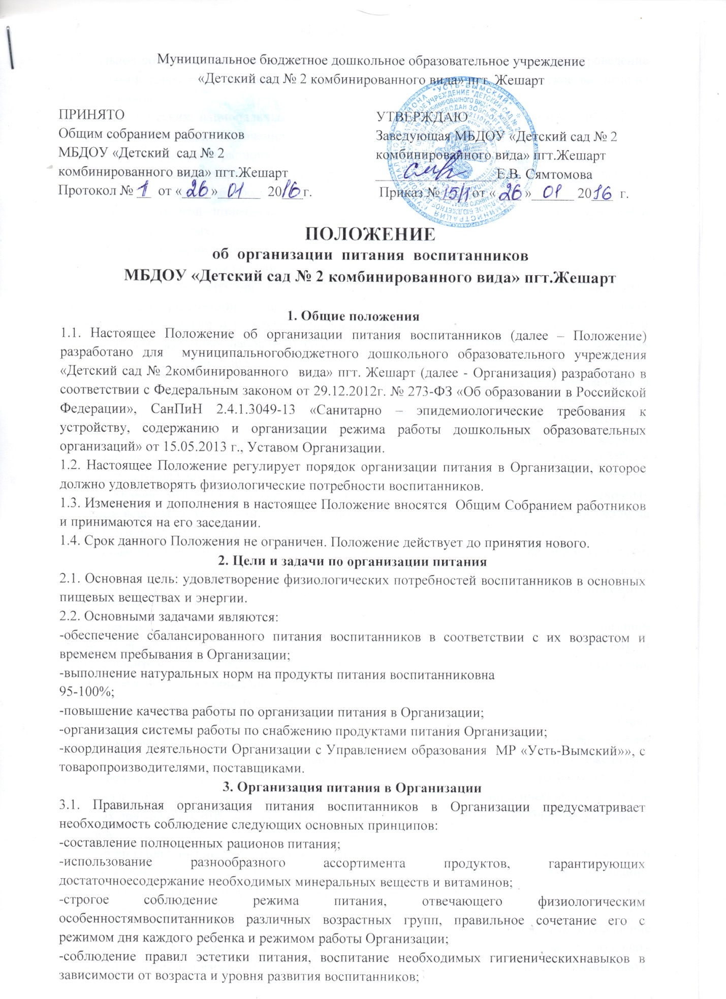 Муниципальное бюджетное дошкольное образовательное учреждение
«Детский сад № 2 комбинированного вида» пгт. Жешарт
ПРИНЯТО
Общим собранием работников
МБДОУ «Детский сад № 2
комбинированного вида» пгт.Жешарт
Протокол № 1 от «26» 01 2016 г.
УТВЕРЖДАЮ
Заведующая МБДОУ «Детский сад № 2
комбинированного вида» пгт.Жешарт
Е.В. Сямтомова
Приказ № 15/1 от «26» 01 2016 г.
ПОЛОЖЕНИЕ
об организации питания воспитанников
МБДОУ «Детский сад № 2 комбинированного вида» пгт.Жешарт
1. Общие положения
1.1. Настоящее Положение об организации питания воспитанников (далее – Положение)
разработано для муниципальногобюджетного дошкольного образовательного учреждения
«Детский сад № 2комбинированного вида» пгт. Жешарт (далее - Организация) разработано в
соответствии с Федеральным законом от 29.12.2012г. № 273-ФЗ «Об образовании в Российской
Федерации», СанПиН 2.4.1.3049-13 «Санитарно – эпидемиологические требования к
устройству, содержанию и организации режима работы дошкольных образовательных
организаций» от 15.05.2013 г., Уставом Организации.
1.2. Настоящее Положение регулирует порядок организации питания в Организации, которое
должно удовлетворять физиологические потребности воспитанников.
1.3. Изменения и дополнения в настоящее Положение вносятся Общим Собранием работников
и принимаются на его заседании.
1.4. Срок данного Положения не ограничен. Положение действует до принятия нового.
2. Цели и задачи по организации питания
2.1. Основная цель: удовлетворение физиологических потребностей воспитанников в основных
пищевых веществах и энергии.
2.2. Основными задачами являются:
-обеспечение сбалансированного питания воспитанников в соответствии с их возрастом и
временем пребывания в Организации;
-выполнение натуральных норм на продукты питания воспитанниковна
95-100%;
-повышение качества работы по организации питания в Организации;
-организация системы работы по снабжению продуктами питания Организации;
-координация деятельности Организации с Управлением образования МР «Усть-Вымский»», с
товаропроизводителями, поставщиками.
3. Организация питания в Организации
3.1. Правильная организация питания воспитанников в Организации предусматривает
необходимость соблюдение следующих основных принципов:
-составление полноценных рационов питания;
-использование разнообразного ассортимента продуктов, гарантирующих
достаточноесодержание необходимых минеральных веществ и витаминов;
-строгое соблюдение режима питания, отвечающего физиологическим
особенностямвоспитанников различных возрастных групп, правильное сочетание его с
режимом дня каждого ребенка и режимом работы Организации;
-соблюдение правил эстетики питания, воспитание необходимых гигиеническихнавыков в
зависимости от возраста и уровня развития воспитанников;